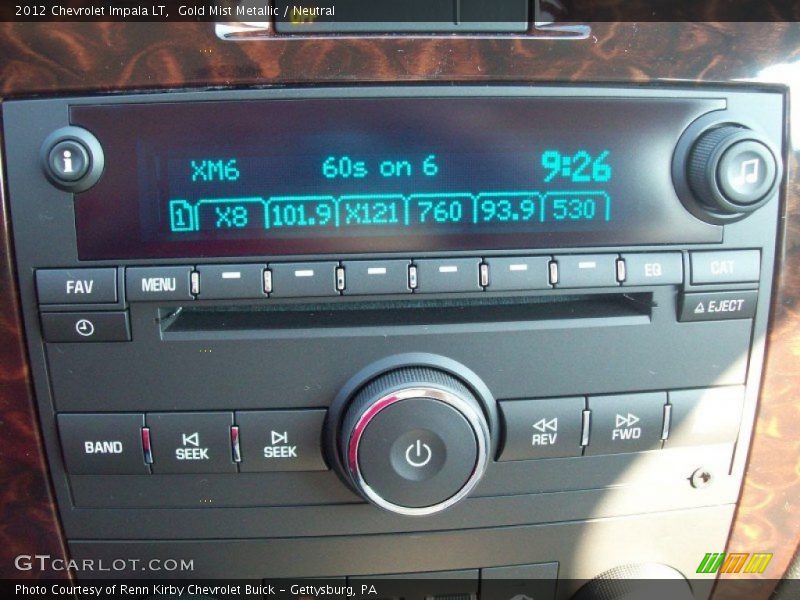 2012 Chevrolet Impala LT,  Gold Mist Metallic / Neutral
XM6 60s on 6 9:26
1 X8 101.9 X121 760 93.9 530
FAV MENU EQ CAT
EJECT
BAND SEEK SEEK REV FWD
GTCARLOT.COM
Photo Courtesy of Renn Kirby Chevrolet Buick - Gettysburg, PA